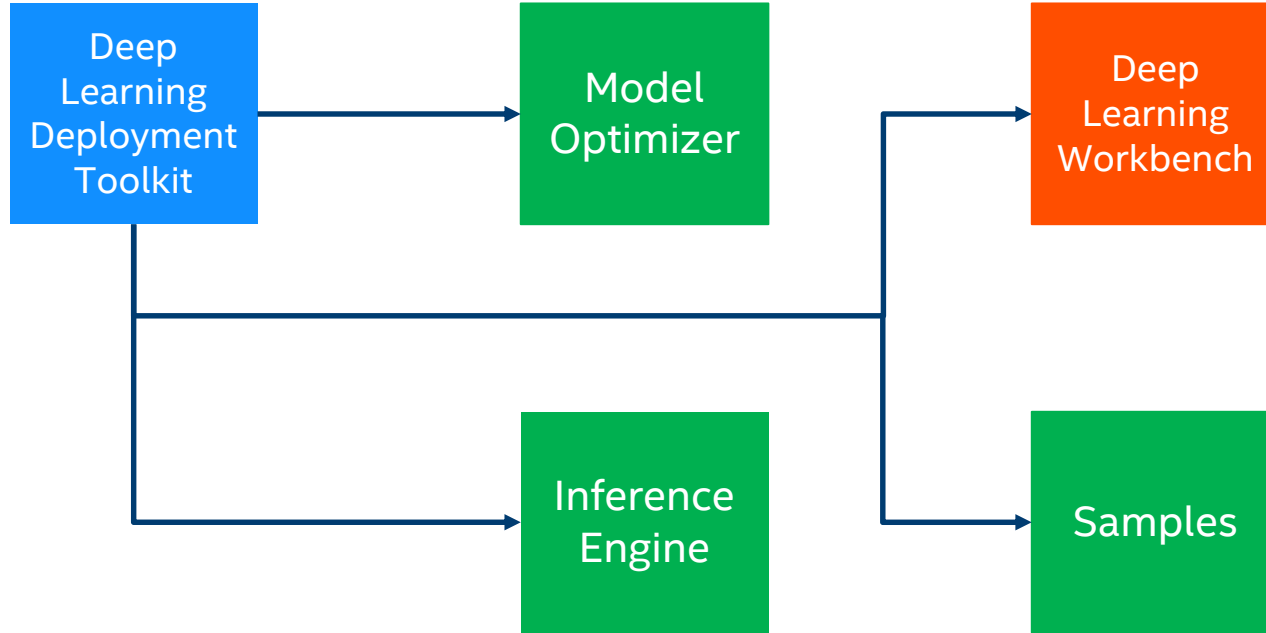 Deep
Learning
Deployment
Toolkit
Model
Optimizer
Deep
Learning
Workbench
Inference
Engine
Samples